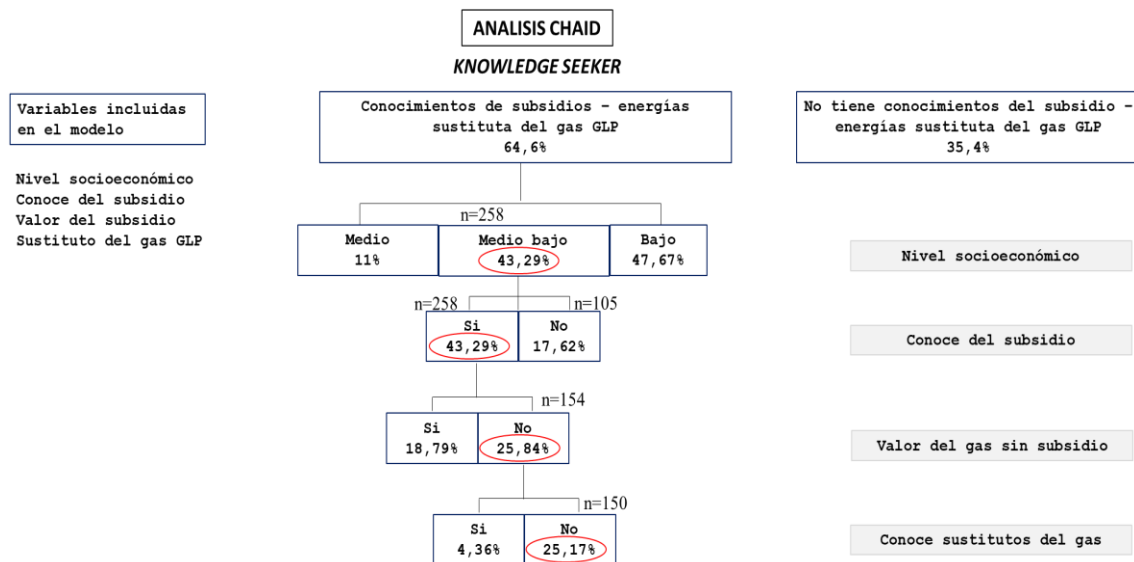 ANALISIS CHAID
KNOWLEDGE SEEKER
Variables incluidas
en el modelo
Nivel socioeconómico
Conoce del subsidio
Valor del subsidio
Sustituto del gas GLP
Conocimientos de subsidios – energías
sustituta del gas GLP
64,6%
No tiene conocimientos del subsidio –
energías sustituta del gas GLP
35,4%
n=258
Medio
11%
Medio bajo
43,29%
Bajo
47,67%
Nivel socioeconómico
n=258
n=105
Si
43,29%
No
17,62%
Conoce del subsidio
n=154
Si
18,79%
No
25,84%
Valor del gas sin subsidio
n=150
Si
4,36%
No
25,17%
Conoce sustitutos del gas